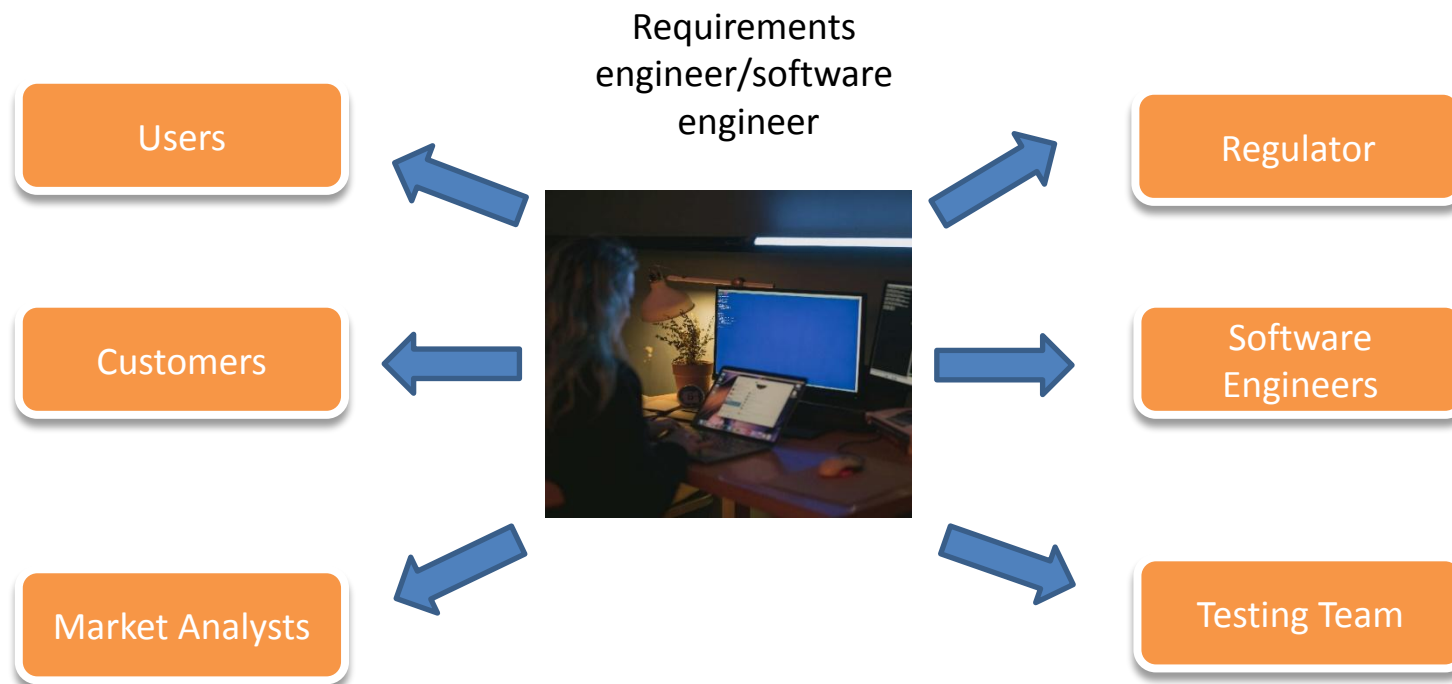 Requirements
engineer/software
engineer
Users
Regulator
Customers
Software
Engineers
Market Analysts
Testing Team